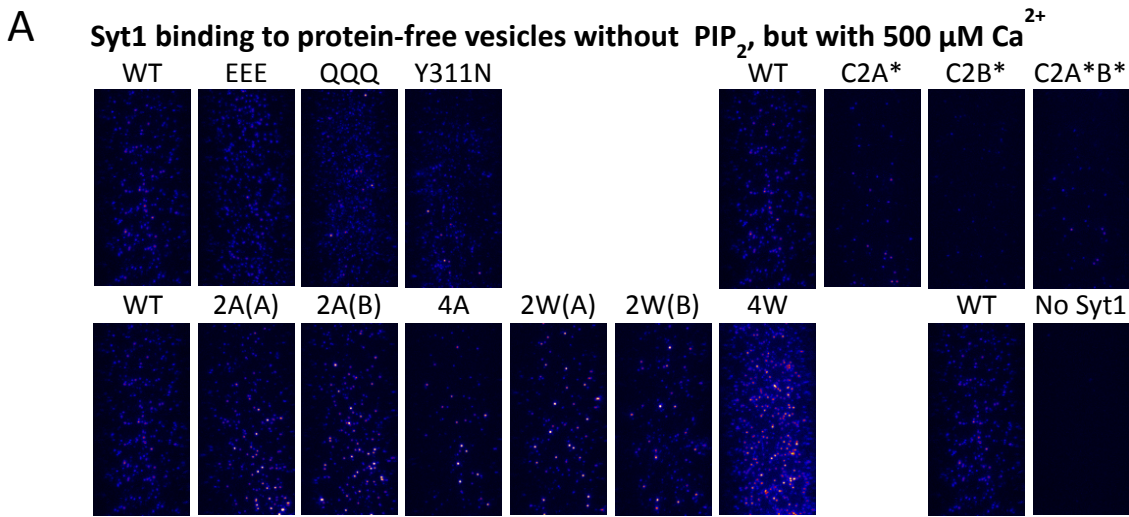 A
Syt1 binding to protein-free vesicles without PIP₂, but with 500 µM Ca²⁺
WT EEE QQQ Y311N WT C2A* C2B* C2A*B*
WT 2A(A) 2A(B) 4A 2W(A) 2W(B) 4W WT No Syt1